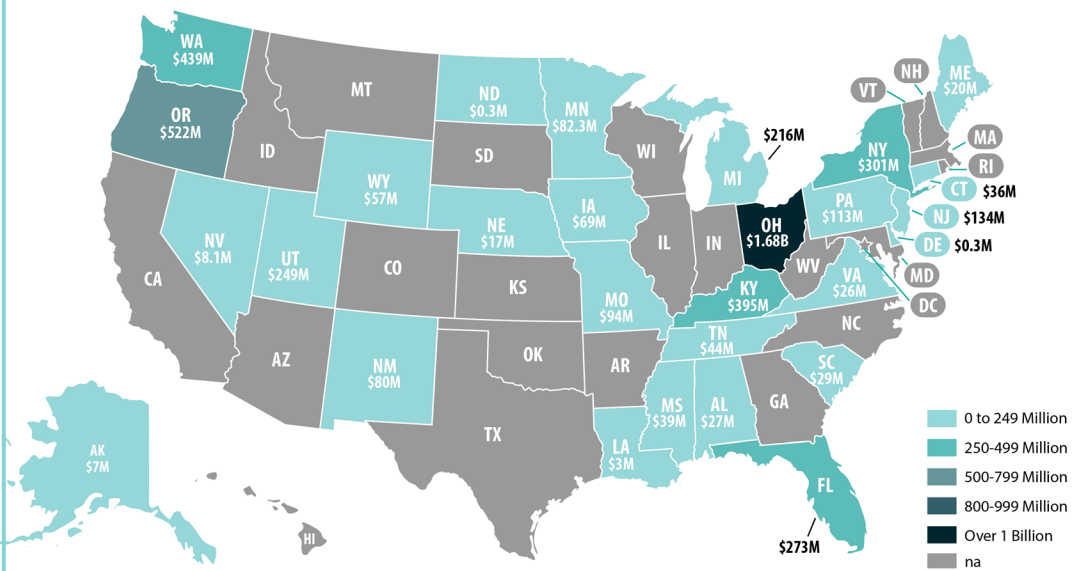 WA
$439M
OR
$522M
ID
MT
ND
$0.3M
MN
$82.3M
SD
WI
WY
$57M
NE
$17M
IA
$69M
NV
$8.1M
UT
$249M
CO
CA
KS
MO
$94M
IL
IN
MI
$216M
OH
$1.68B
KY
$395M
WV
VA
$26M
PA
$113M
NY
$301M
VT
NH
ME
$20M
MA
RI
CT $36M
NJ $134M
DE $0.3M
MD
DC
NC
TN
$44M
SC
$29M
AZ
NM
$80M
OK
AR
TX
LA
$3M
MS
$39M
AL
$27M
GA
FL
$273M
AK
$7M
HI
0 to 249 Million
250-499 Million
500-799 Million
800-999 Million
Over 1 Billion
na